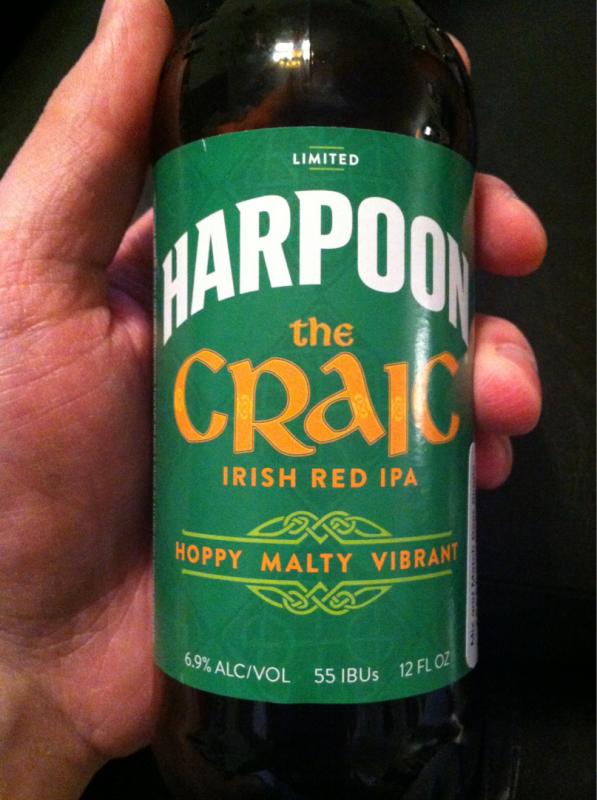 LIMITED
HARPOON
the
CRAIC
IRISH RED IPA
HOPPY MALTY VIBRANT
6.9% ALC/VOL 55 IBUs 12 FL OZ